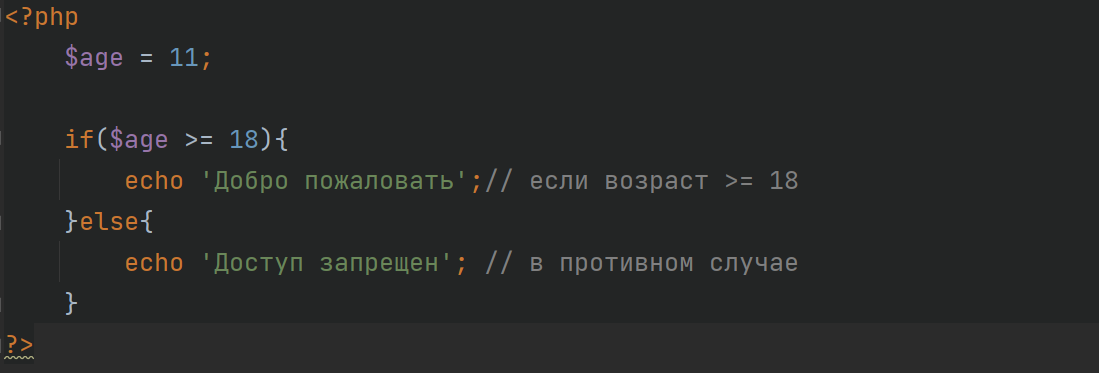 <?php
$age = 11;
if($age >= 18){
echo 'Добро пожаловать';// если возраст >= 18
}else{
echo 'Доступ запрещен'; // в противном случае
}
?>